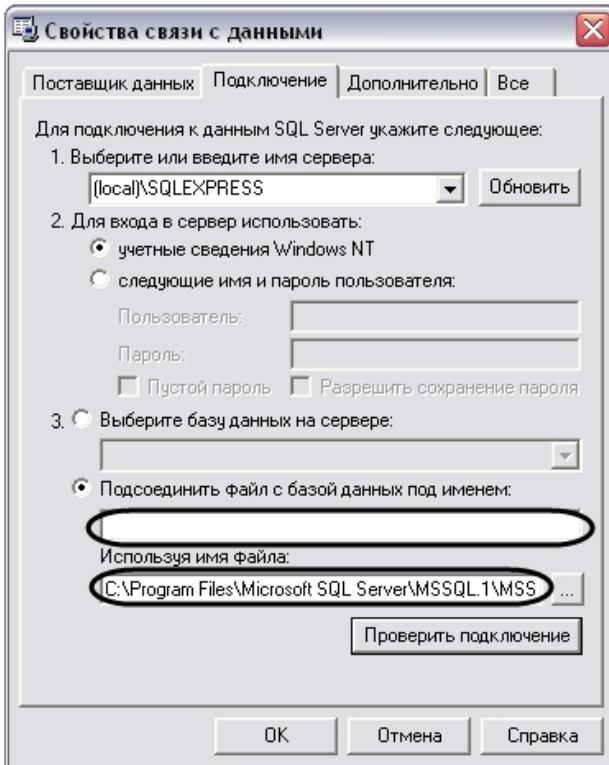 Свойства связи с данными
Поставщик данных Подключение Дополнительно Все
Для подключения к данным SQL Server укажите следующее:
1. Выберите или введите имя сервера:
(local)\SQLEXPRESS Обновить
2. Для входа в сервер использовать:
учетные сведения Windows NT
следующие имя и пароль пользователя:
Пользователь:
Пароль:
Пустой пароль Разрешить сохранение пароля
3. Выберите базу данных на сервере:
Подсоединить файл с базой данных под именем:
Используя имя файла:
C:\Program Files\Microsoft SQL Server\MSSQL.1\MSS ...
Проверить подключение
OK Отмена Справка